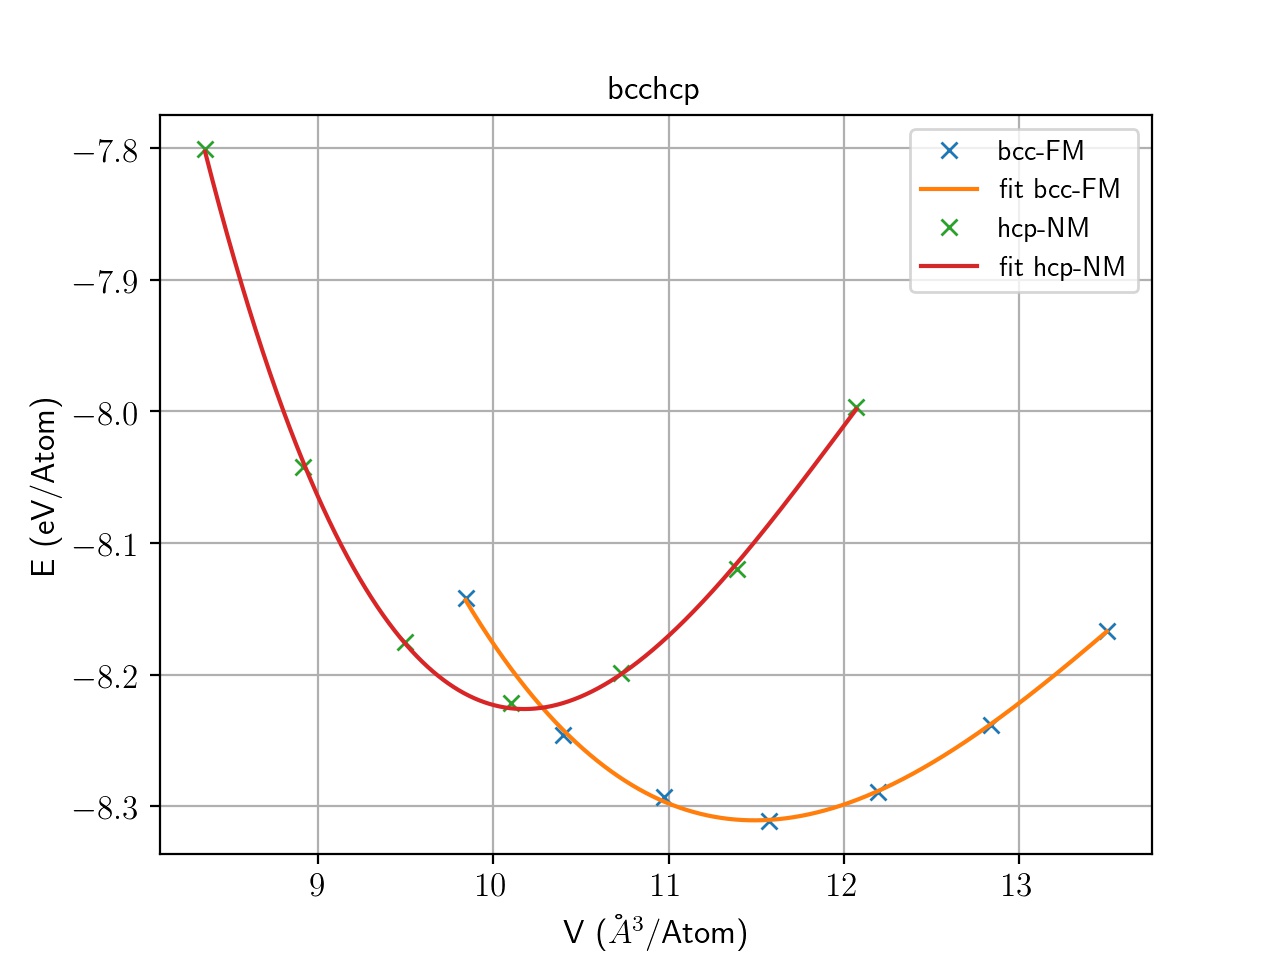 bcchcp
E (eV/Atom)
−7.8
−7.9
−8.0
−8.1
−8.2
−8.3
bcc-FM
fit bcc-FM
hcp-NM
fit hcp-NM
9 10 11 12 13
V (Å³/Atom)